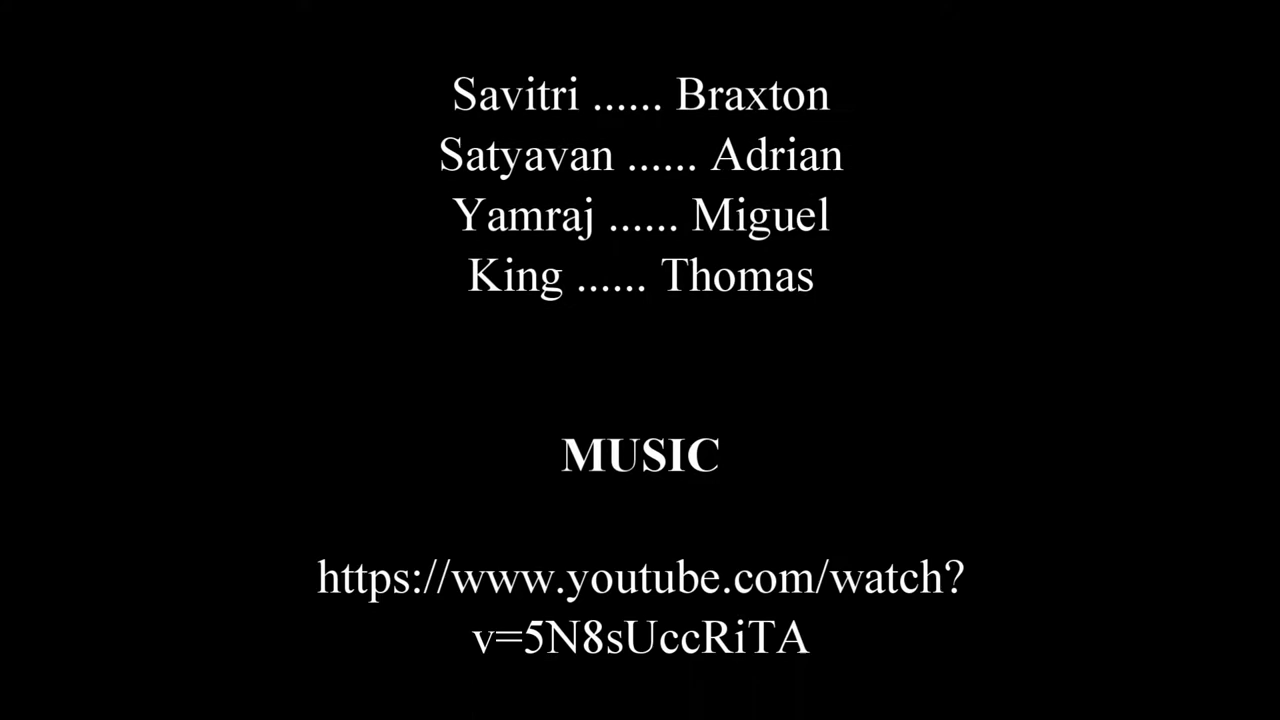 Savitri ...... Braxton
Satyavan ...... Adrian
Yamraj ...... Miguel
King ...... Thomas
MUSIC
https://www.youtube.com/watch?
v=5N8sUccRiTA